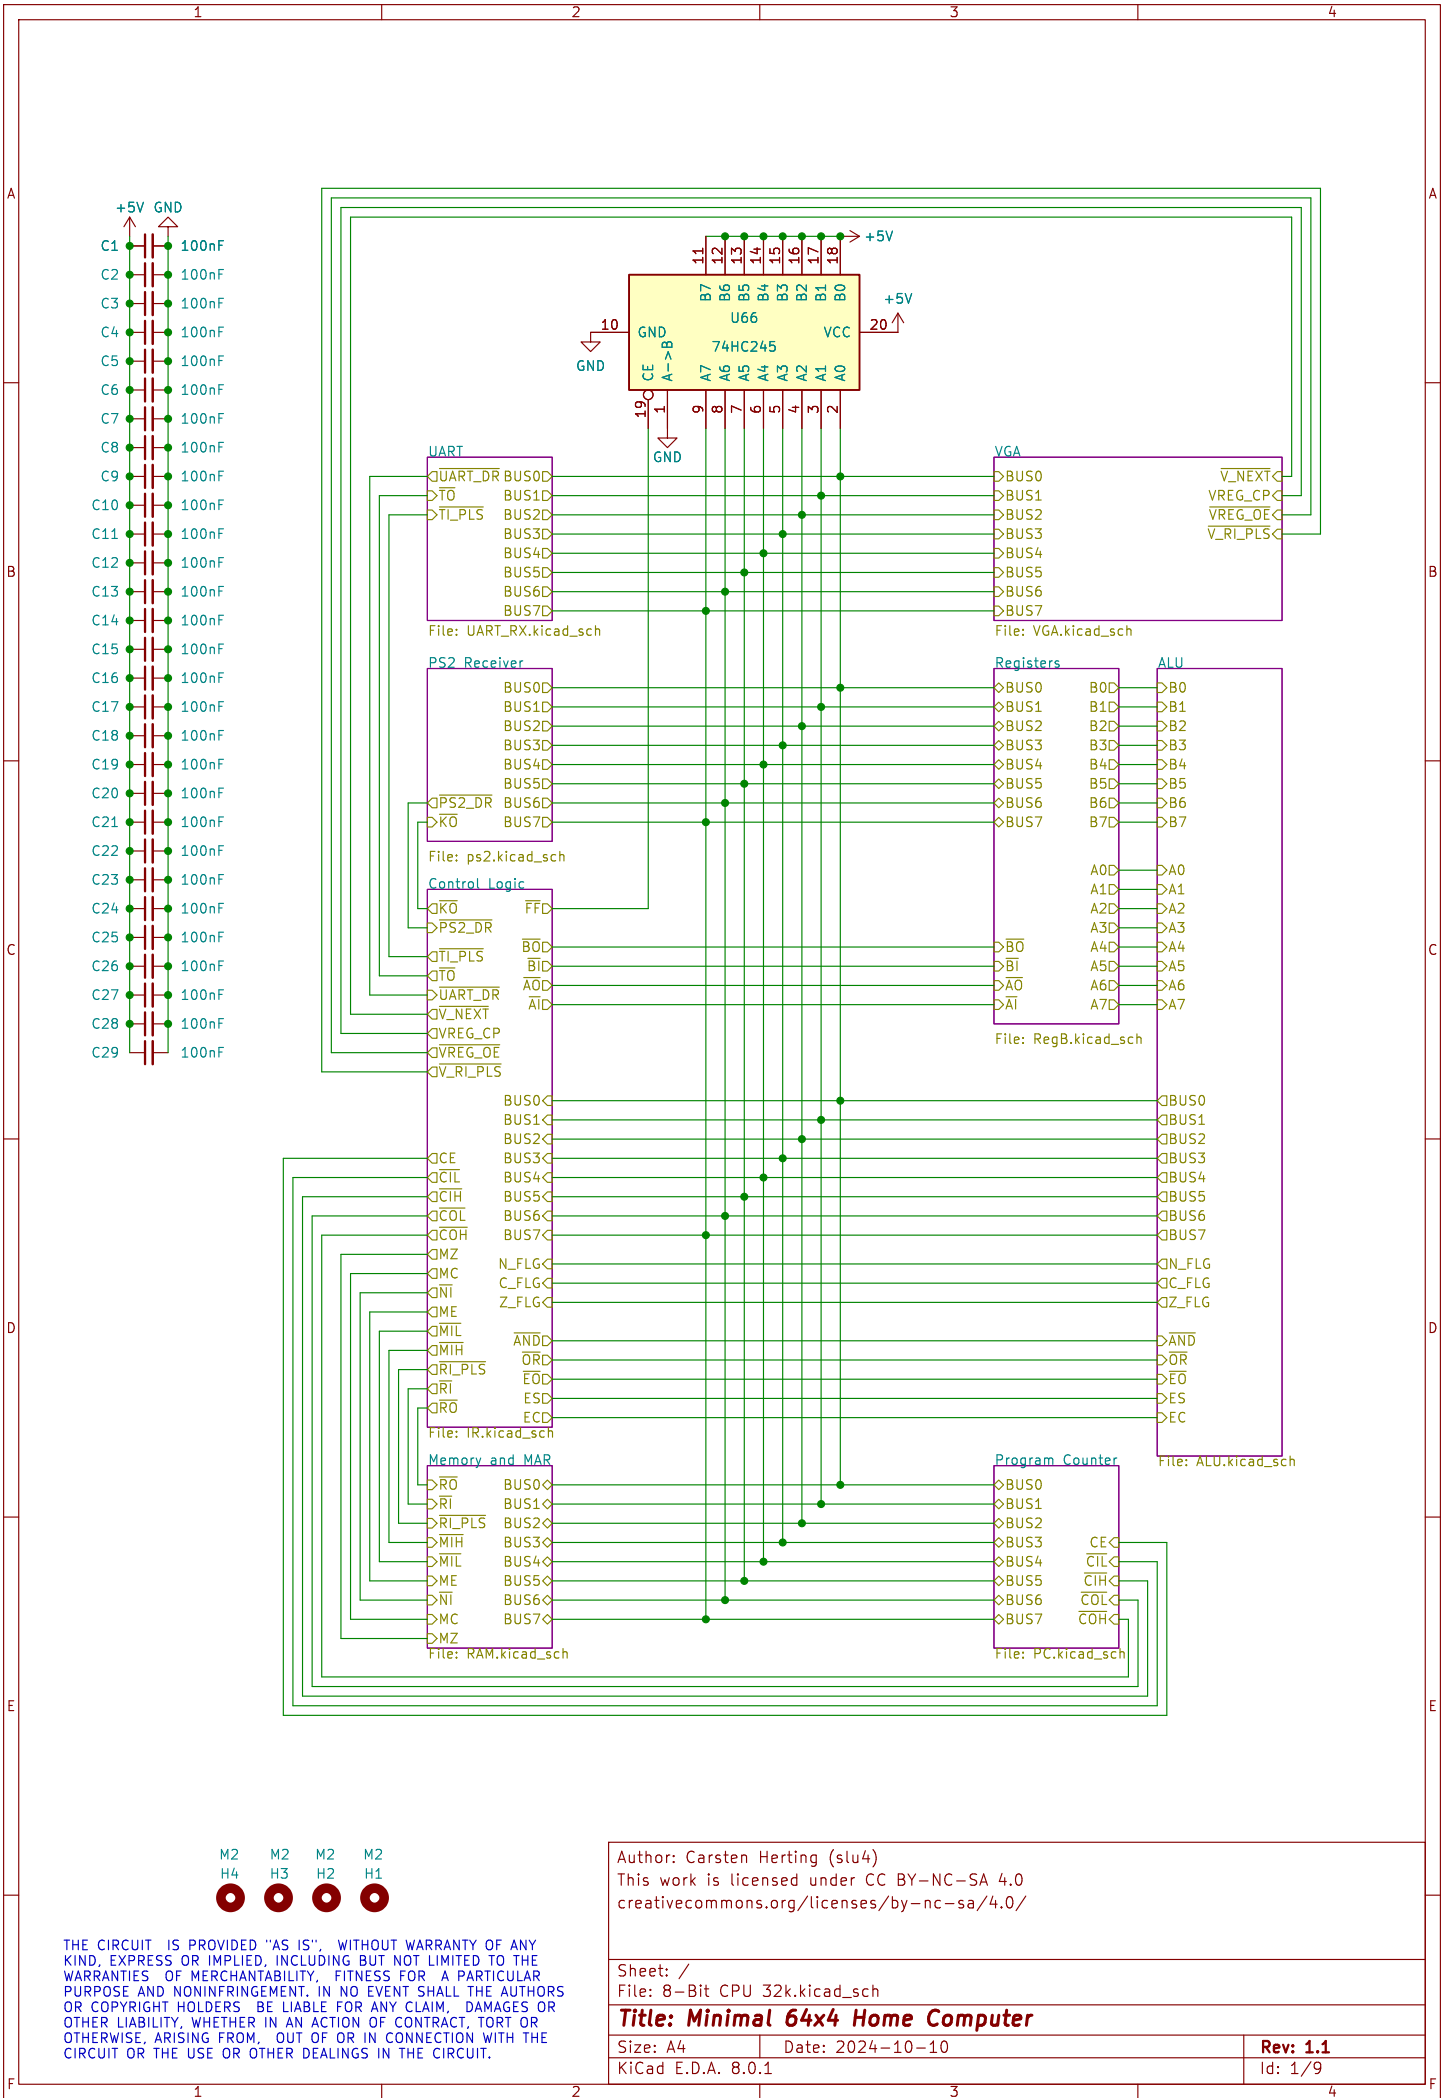 1 2 3 4
A A
B B
C C
D D
E E
F F
+5V GND
C1 100nF
C2 100nF
C3 100nF
C4 100nF
C5 100nF
C6 100nF
C7 100nF
C8 100nF
C9 100nF
C10 100nF
C11 100nF
C12 100nF
C13 100nF
C14 100nF
C15 100nF
C16 100nF
C17 100nF
C18 100nF
C19 100nF
C20 100nF
C21 100nF
C22 100nF
C23 100nF
C24 100nF
C25 100nF
C26 100nF
C27 100nF
C28 100nF
C29 100nF
+5V
11 12 13 14 15 16 17 18
B7 B6 B5 B4 B3 B2 B1 B0
U66
74HC245
10 GND
GND
VCC 20
+5V
CE A->B A7 A6 A5 A4 A3 A2 A1 A0
19 1 9 8 7 6 5 4 3 2
GND
UART
UART_DR BUS0
TO BUS1
TI_PLS BUS2
BUS3
BUS4
BUS5
BUS6
BUS7
File: UART_RX.kicad_sch
VGA
BUS0 V_NEXT
BUS1 VREG_CP
BUS2 VREG_OE
BUS3 V_RI_PLS
BUS4
BUS5
BUS6
BUS7
File: VGA.kicad_sch
PS2 Receiver
BUS0
BUS1
BUS2
BUS3
BUS4
BUS5
PS2_DR BUS6
KO BUS7
File: ps2.kicad_sch
Registers
BUS0 B0
BUS1 B1
BUS2 B2
BUS3 B3
BUS4 B4
BUS5 B5
BUS6 B6
BUS7 B7
A0
A1
A2
A3
BO A4
BI A5
AO A6
AI A7
File: RegB.kicad_sch
ALU
B0
B1
B2
B3
B4
B5
B6
B7
A0
A1
A2
A3
A4
A5
A6
A7
BUS0
BUS1
BUS2
BUS3
BUS4
BUS5
BUS6
BUS7
N_FLG
C_FLG
Z_FLG
AND
OR
EO
ES
EC
File: ALU.kicad_sch
Control Logic
KO FF
PS2_DR
BO
TI_PLS
BI
TO
AO
UART_DR
AI
V_NEXT
VREG_CP
VREG_OE
V_RI_PLS
BUS0
BUS1
BUS2
CE BUS3
CIL BUS4
CIH BUS5
COL BUS6
COH BUS7
MZ
N_FLG
MC
C_FLG
NI
Z_FLG
ME
MIL
AND
MIH
OR
RI_PLS
EO
RI
ES
RO
EC
File: IR.kicad_sch
Memory and MAR
RO BUS0
RI BUS1
RI_PLS BUS2
MIH BUS3
MIL BUS4
ME BUS5
NI BUS6
MC BUS7
MZ
File: RAM.kicad_sch
Program Counter
BUS0
BUS1
BUS2
BUS3 CE
BUS4 CIL
BUS5 CIH
BUS6 COL
BUS7 COH
File: PC.kicad_sch
M2 M2 M2 M2
H4 H3 H2 H1
THE CIRCUIT  IS PROVIDED "AS IS",  WITHOUT WARRANTY OF ANY
KIND, EXPRESS OR IMPLIED, INCLUDING BUT NOT LIMITED TO THE
WARRANTIES  OF MERCHANTABILITY,  FITNESS FOR  A PARTICULAR
PURPOSE AND NONINFRINGEMENT. IN NO EVENT SHALL THE AUTHORS
OR COPYRIGHT HOLDERS  BE LIABLE FOR ANY CLAIM,  DAMAGES OR
OTHER LIABILITY, WHETHER IN AN ACTION OF CONTRACT, TORT OR
OTHERWISE, ARISING FROM,  OUT OF OR IN CONNECTION WITH THE
CIRCUIT OR THE USE OR OTHER DEALINGS IN THE CIRCUIT.
Author: Carsten Herting (slu4)
This work is licensed under CC BY-NC-SA 4.0
creativecommons.org/licenses/by-nc-sa/4.0/
Sheet: /
File: 8-Bit CPU 32k.kicad_sch
Title: Minimal 64x4 Home Computer
Size: A4 Date: 2024-10-10 Rev: 1.1
KiCad E.D.A. 8.0.1 Id: 1/9
1 2 3 4